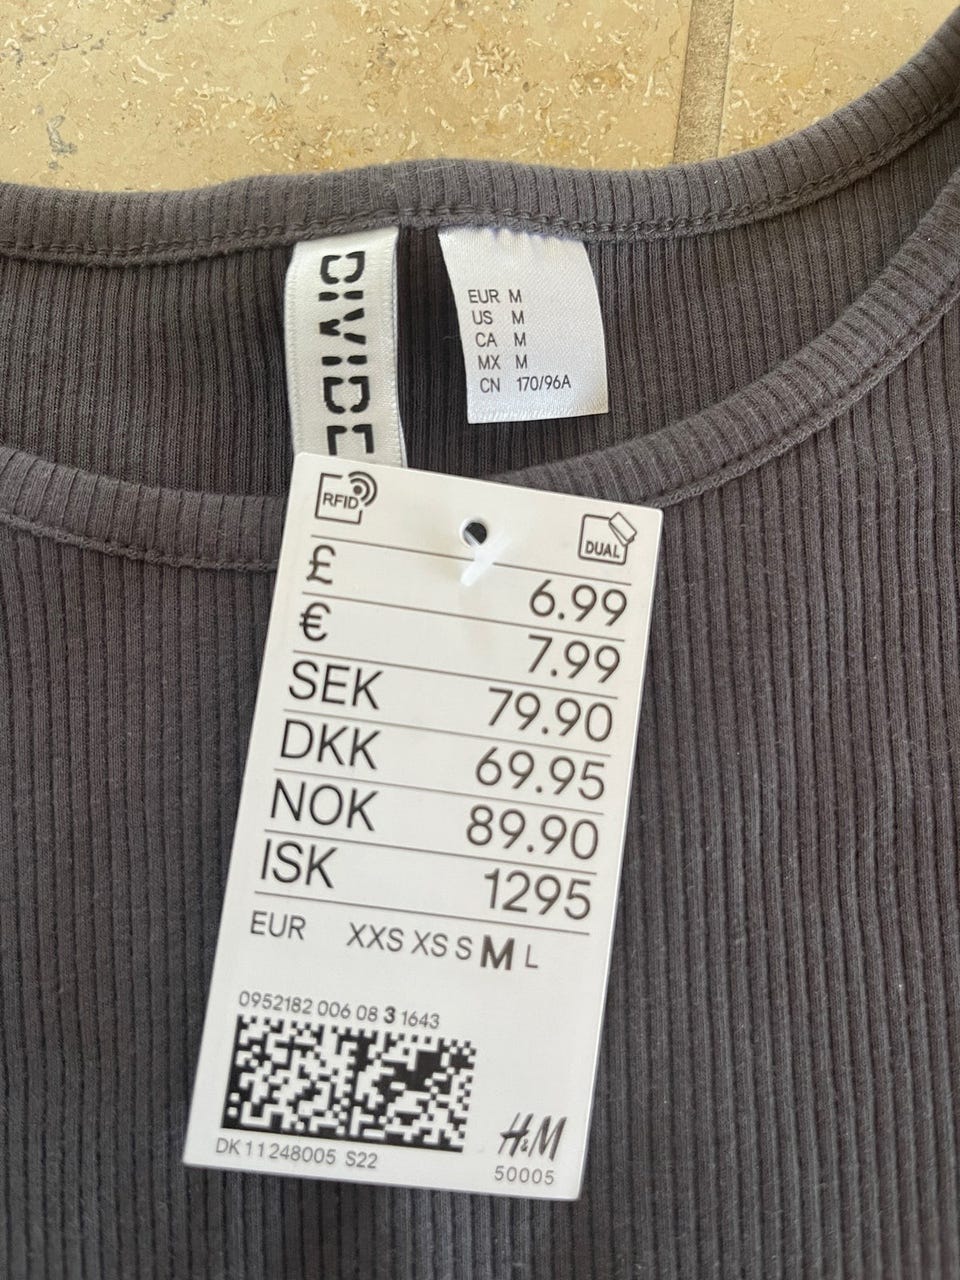 DIVIDE
EUR M
US M
CA M
MX M
CN 170/96A
RFID
DUAL
£ 6.99
€ 7.99
SEK 79.90
DKK 69.95
NOK 89.90
ISK 1295
EUR XXS XS S M L
0952182 006 08 3 1643
DK 11248005 S22
H&M
50005